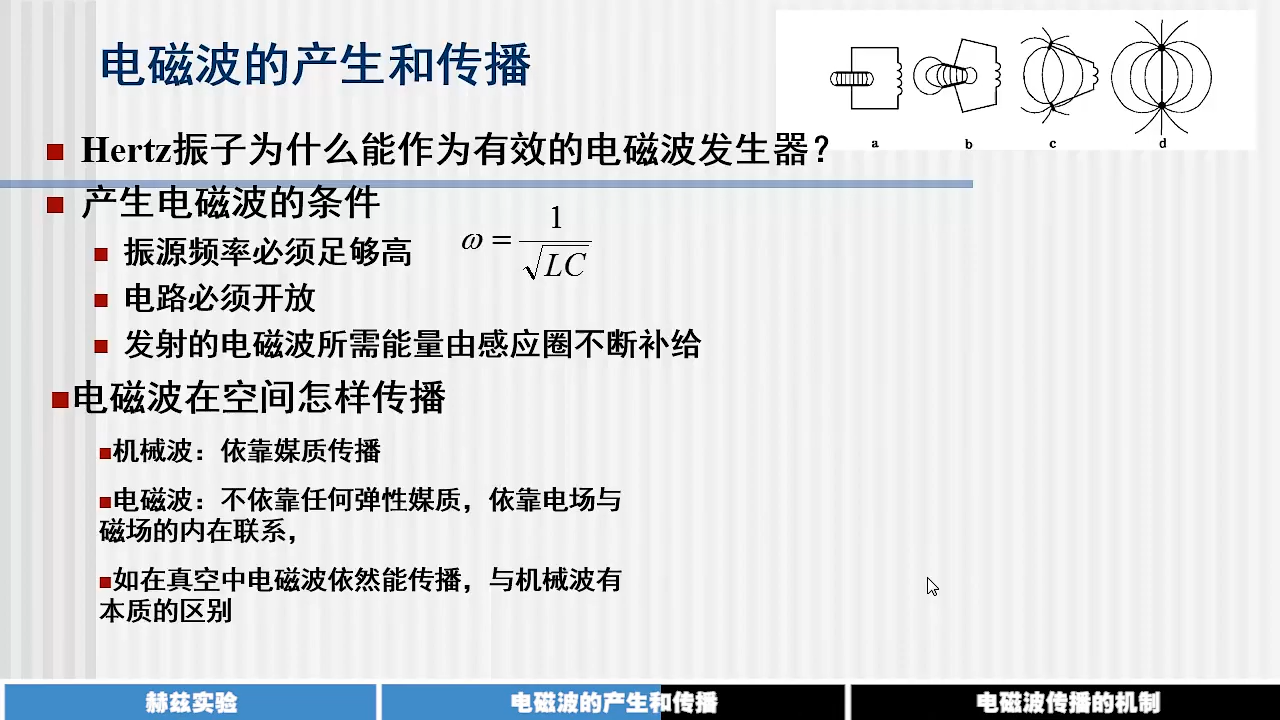 电磁波的产生和传播
a b c d
Hertz振子为什么能作为有效的电磁波发生器?
产生电磁波的条件
振源频率必须足够高 ω = 1/√LC
电路必须开放
发射的电磁波所需能量由感应圈不断补给
电磁波在空间怎样传播
机械波：依靠媒质传播
电磁波：不依靠任何弹性媒质，依靠电场与
磁场的内在联系，
如在真空中电磁波依然能传播，与机械波有
本质的区别
赫兹实验 电磁波的产生和传播 电磁波传播的机制